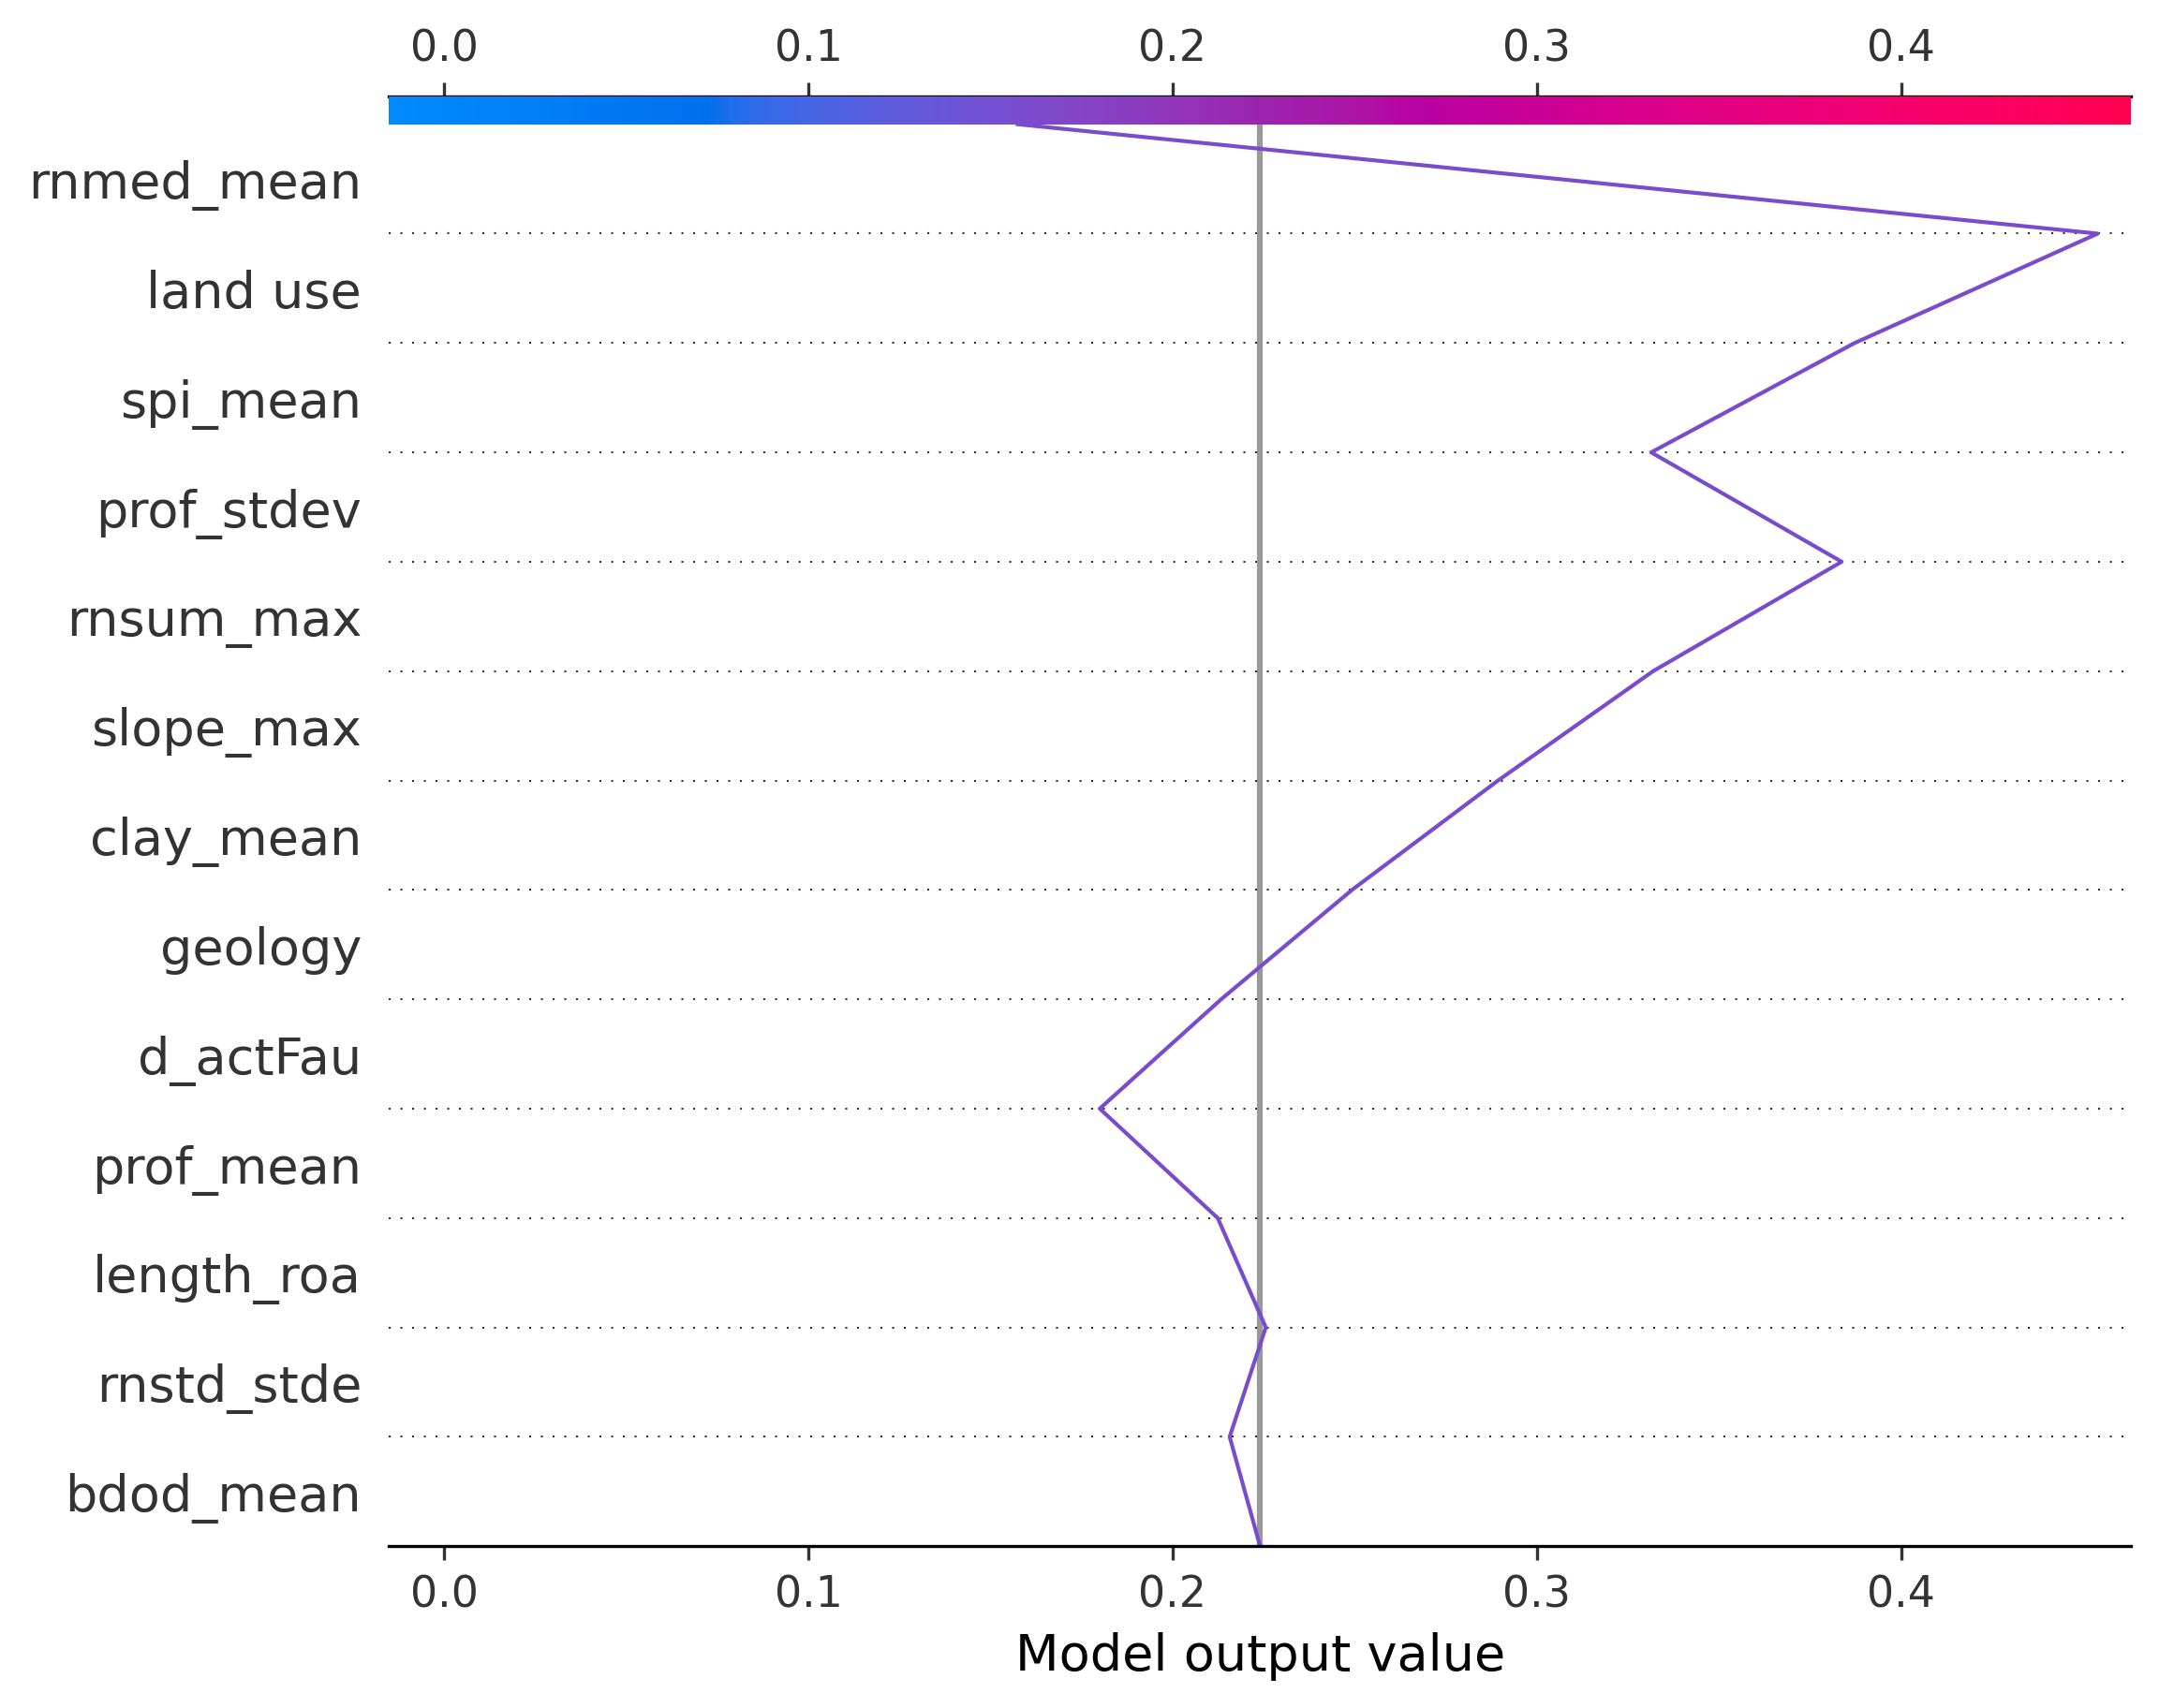 0.0 0.1 0.2 0.3 0.4
rnmed_mean
land use
spi_mean
prof_stdev
rnsum_max
slope_max
clay_mean
geology
d_actFau
prof_mean
length_roa
rnstd_stde
bdod_mean
0.0 0.1 0.2 0.3 0.4
Model output value